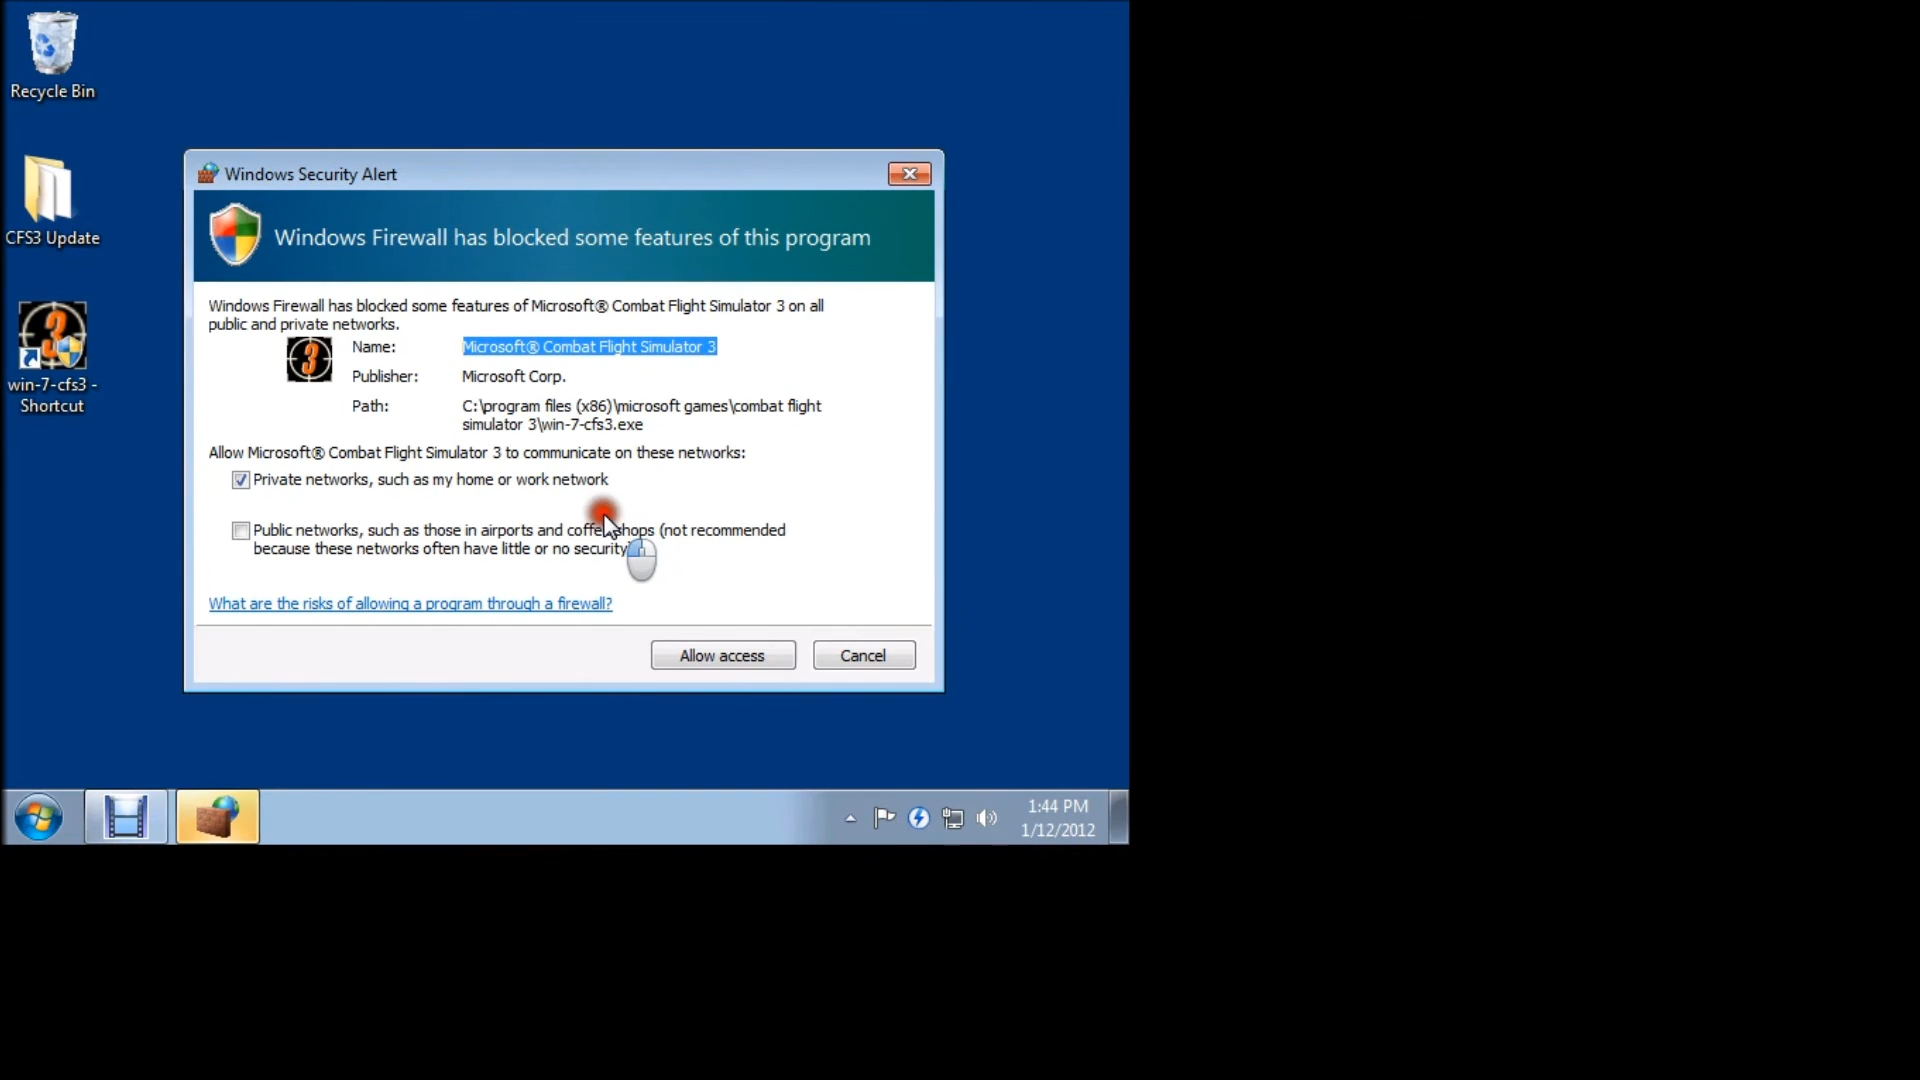 Recycle Bin
CFS3 Update
win-7-cfs3 -
Shortcut
Windows Security Alert
Windows Firewall has blocked some features of this program
Windows Firewall has blocked some features of Microsoft® Combat Flight Simulator 3 on all
public and private networks.
3
Name: Microsoft® Combat Flight Simulator 3
Publisher: Microsoft Corp.
Path: C:\program files (x86)\microsoft games\combat flight
simulator 3\win-7-cfs3.exe
Allow Microsoft® Combat Flight Simulator 3 to communicate on these networks:
Private networks, such as my home or work network
Public networks, such as those in airports and coffee shops (not recommended
because these networks often have little or no security)
What are the risks of allowing a program through a firewall?
Allow access
Cancel
1:44 PM
1/12/2012